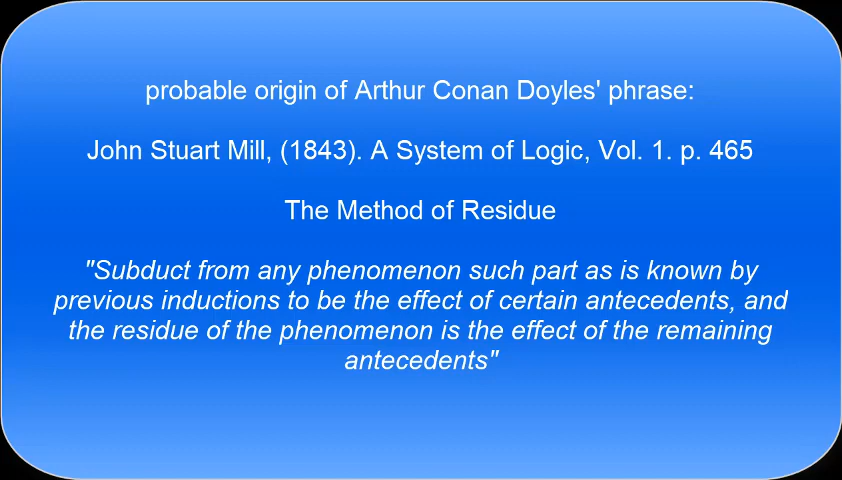 probable origin of Arthur Conan Doyles' phrase:
John Stuart Mill, (1843). A System of Logic, Vol. 1. p. 465
The Method of Residue
"Subduct from any phenomenon such part as is known by
previous inductions to be the effect of certain antecedents, and
the residue of the phenomenon is the effect of the remaining
antecedents"